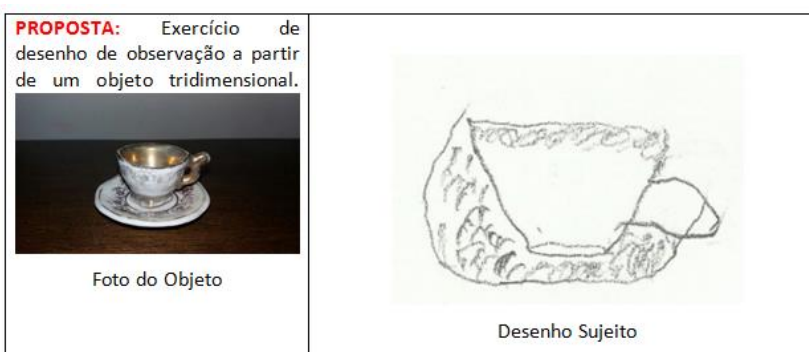 PROPOSTA: Exercício de
desenho de observação a partir
de um objeto tridimensional.
Foto do Objeto
Desenho Sujeito